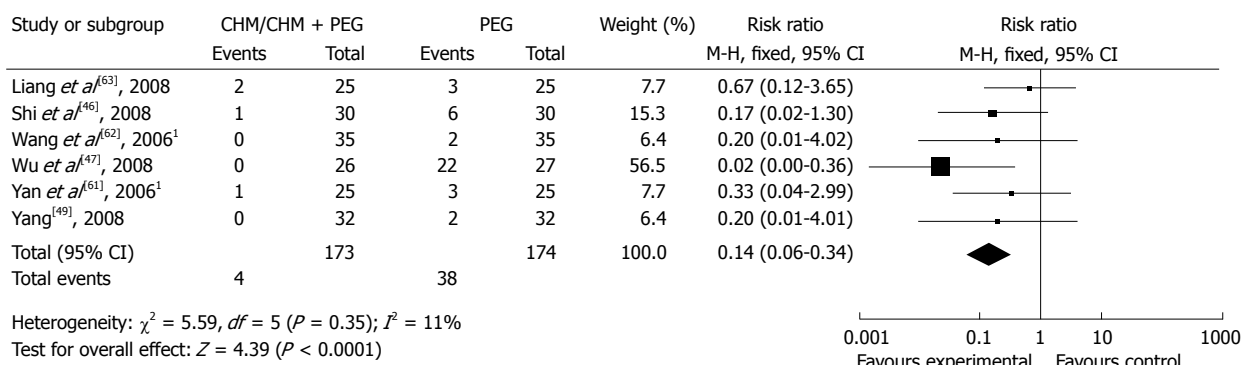 Study or subgroup CHM/CHM + PEG PEG Weight (%) Risk ratio Risk ratio
Events Total Events Total M-H, fixed, 95% CI M-H, fixed, 95% CI
Liang et al[63], 2008 2 25 3 25 7.7 0.67 (0.12-3.65)
Shi et al[46], 2008 1 30 6 30 15.3 0.17 (0.02-1.30)
Wang et al[62], 2006¹ 0 35 2 35 6.4 0.20 (0.01-4.02)
Wu et al[47], 2008 0 26 22 27 56.5 0.02 (0.00-0.36)
Yan et al[61], 2006¹ 1 25 3 25 7.7 0.33 (0.04-2.99)
Yang[49], 2008 0 32 2 32 6.4 0.20 (0.01-4.01)
Total (95% CI) 173 174 100.0 0.14 (0.06-0.34)
Total events 4 38
Heterogeneity: χ² = 5.59, df = 5 (P = 0.35); I² = 11%
Test for overall effect: Z = 4.39 (P < 0.0001)
0.001 0.1 1 10 1000
Favours experimental Favours control